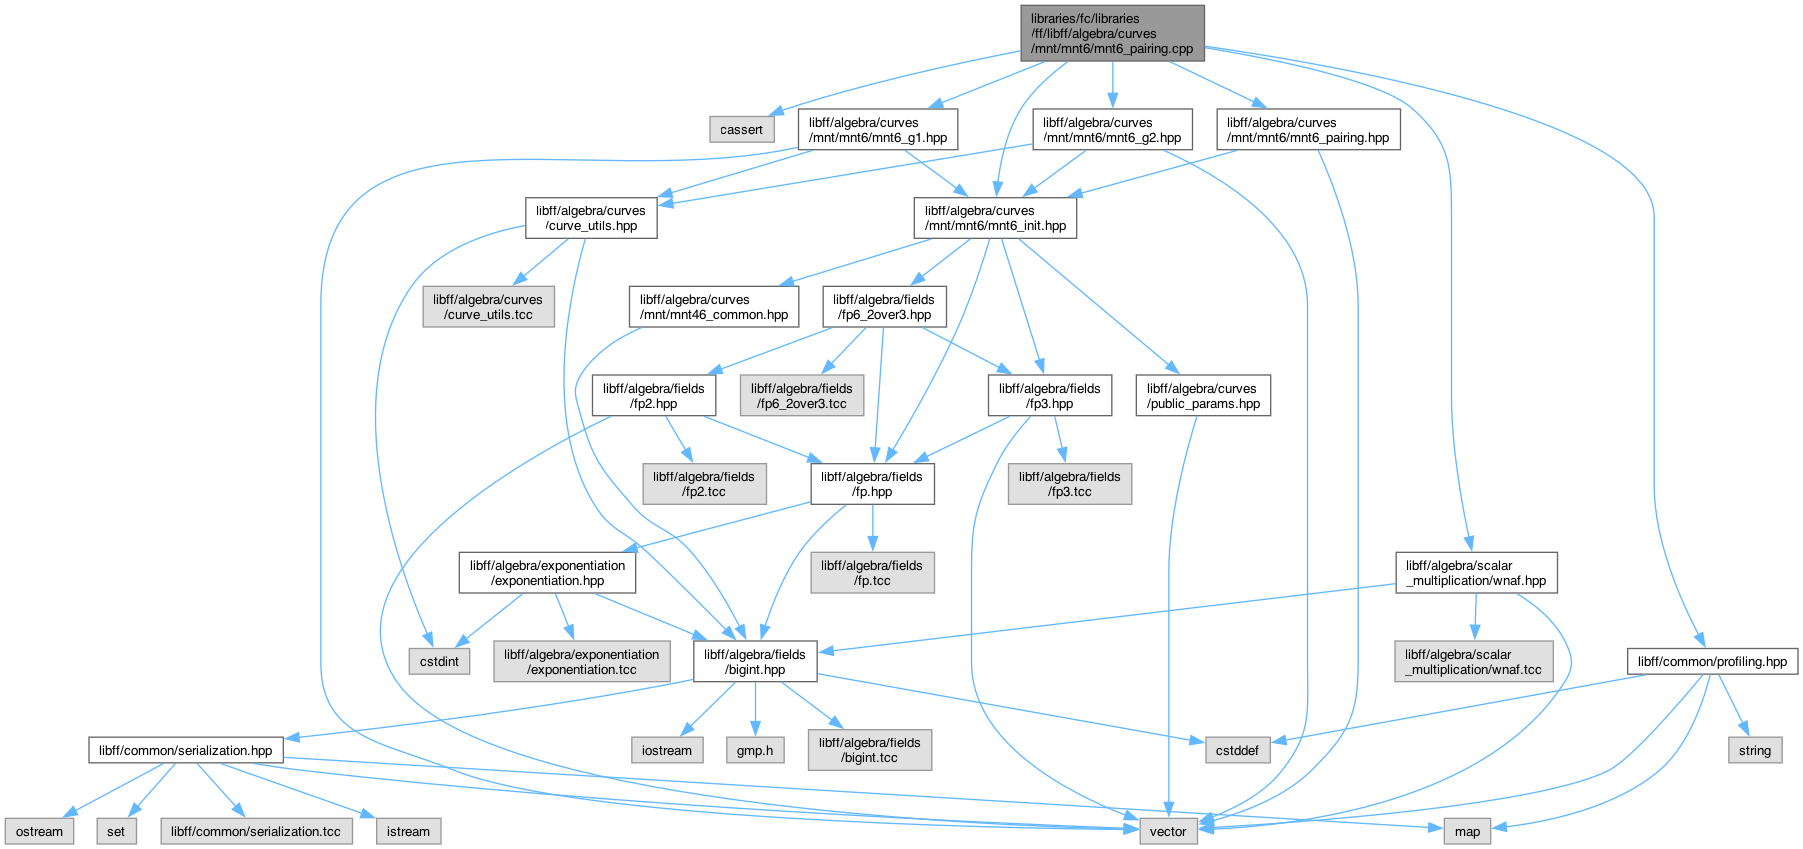 libraries/fc/libraries
/ff/libff/algebra/curves
/mnt/mnt6/mnt6_pairing.cpp
cassert
libff/algebra/curves
/mnt/mnt6/mnt6_g1.hpp
libff/algebra/curves
/mnt/mnt6/mnt6_g2.hpp
libff/algebra/curves
/mnt/mnt6/mnt6_pairing.hpp
libff/algebra/curves
/curve_utils.hpp
libff/algebra/curves
/mnt/mnt6/mnt6_init.hpp
libff/algebra/curves
/curve_utils.tcc
libff/algebra/curves
/mnt/mnt46_common.hpp
libff/algebra/fields
/fp6_2over3.hpp
libff/algebra/fields
/fp2.hpp
libff/algebra/fields
/fp6_2over3.tcc
libff/algebra/fields
/fp3.hpp
libff/algebra/curves
/public_params.hpp
libff/algebra/fields
/fp2.tcc
libff/algebra/fields
/fp.hpp
libff/algebra/fields
/fp3.tcc
libff/algebra/exponentiation
/exponentiation.hpp
libff/algebra/fields
/fp.tcc
libff/algebra/scalar
_multiplication/wnaf.hpp
cstdint
libff/algebra/exponentiation
/exponentiation.tcc
libff/algebra/fields
/bigint.hpp
libff/algebra/scalar
_multiplication/wnaf.tcc
libff/common/profiling.hpp
libff/common/serialization.hpp
iostream
gmp.h
libff/algebra/fields
/bigint.tcc
cstddef
string
ostream
set
libff/common/serialization.tcc
istream
vector
map